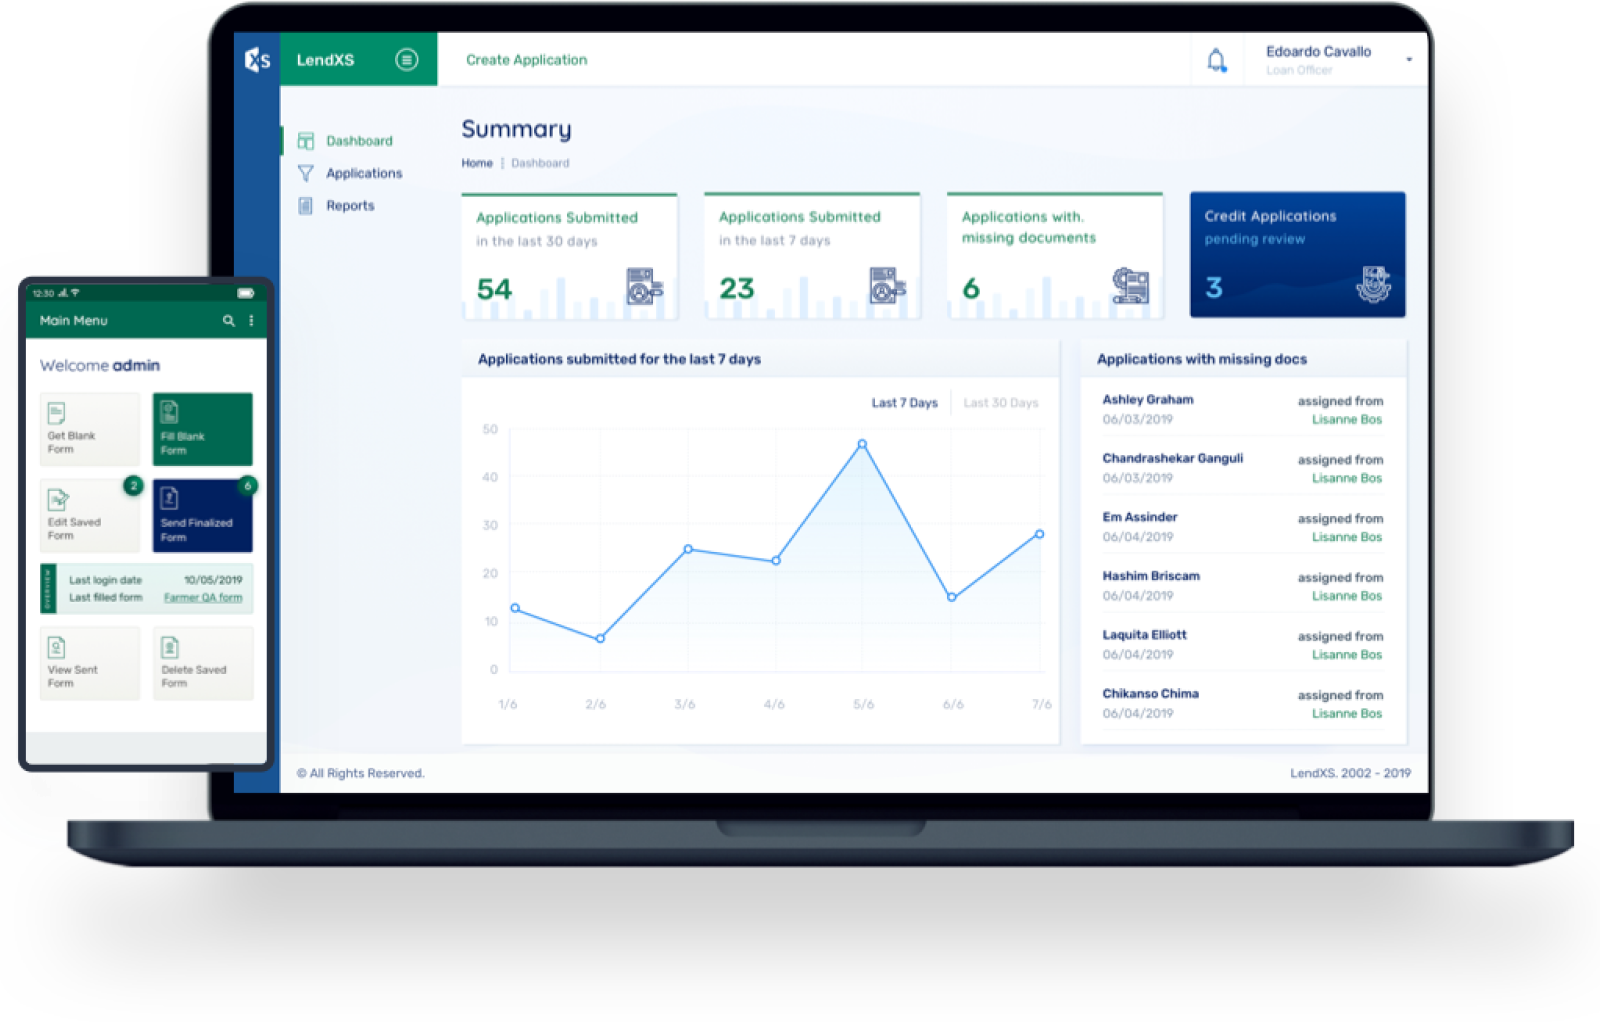 XS
LendXS
Create Application
Edoardo Cavallo
Loan Officer
Dashboard
Applications
Reports
Summary
Home Dashboard
Applications Submitted
in the last 30 days
54
Applications Submitted
in the last 7 days
23
Applications with.
missing documents
6
Credit Applications
pending review
3
Applications submitted for the last 7 days
Last 7 Days Last 30 Days
50
40
30
20
10
0
1/6 2/6 3/6 4/6 5/6 6/6 7/6
Applications with missing docs
Ashley Graham assigned from
06/03/2019 Lisanne Bos
Chandrashekar Ganguli assigned from
06/03/2019 Lisanne Bos
Em Assinder assigned from
06/04/2019 Lisanne Bos
Hashim Briscam assigned from
06/04/2019 Lisanne Bos
Laquita Elliott assigned from
06/04/2019 Lisanne Bos
Chikanso Chima assigned from
06/04/2019 Lisanne Bos
© All Rights Reserved.
LendXS. 2002 - 2019
12:30
Main Menu
Welcome admin
Get Blank
Form
Fill Blank
Form
2
Edit Saved
Form
6
Send Finalized
Form
OVERVIEW
Last login date 10/05/2019
Last filled form Farmer QA form
View Sent
Form
Delete Saved
Form